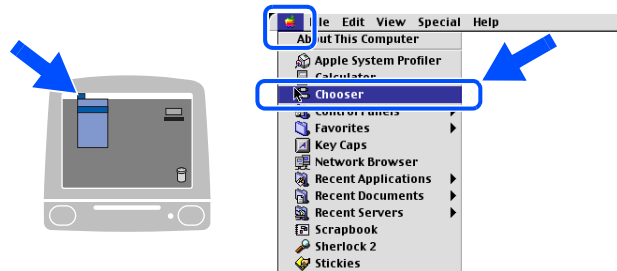 File Edit View Special Help
About This Computer
Apple System Profiler
Calculator
Chooser
Control Panels
Favorites
Key Caps
Network Browser
Recent Applications
Recent Documents
Recent Servers
Scrapbook
Sherlock 2
Stickies